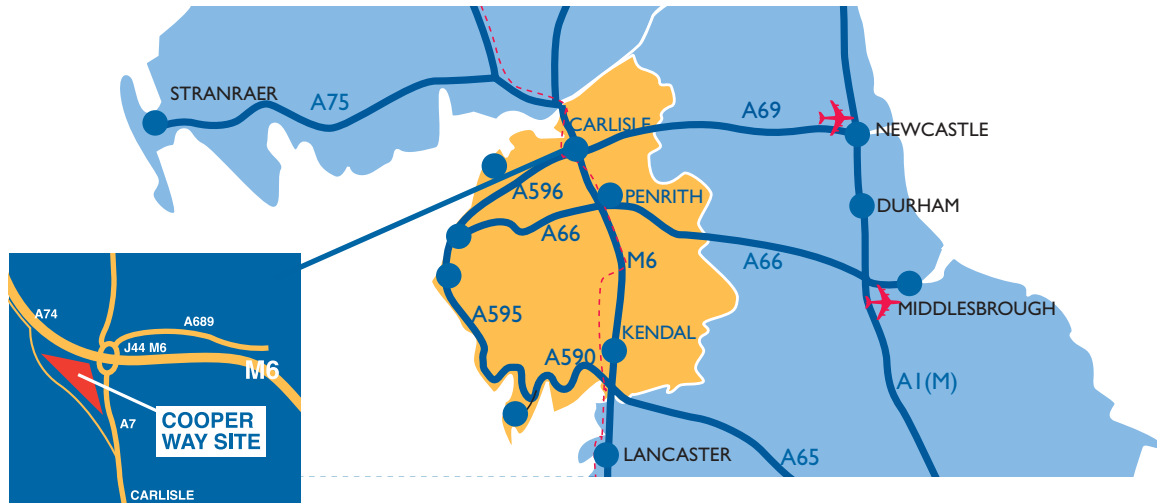 STRANRAER
A75
CARLISLE
A69
NEWCASTLE
A596
PENRITH
DURHAM
A66
M6
A66
MIDDLESBROUGH
A595
KENDAL
A590
A1(M)
LANCASTER
A65
A74
A689
J44 M6
M6
A7
COOPER
WAY SITE
CARLISLE